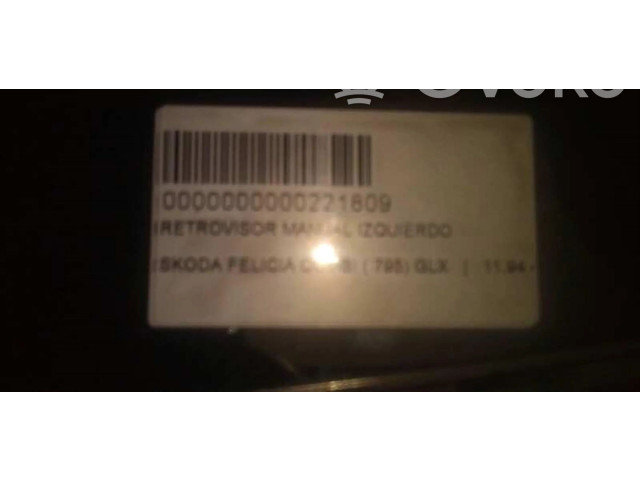 0000000000221809
RETROVISOR MANUAL IZQUIERDO
SKODA FELICIA (795) GLX | 11.94 -